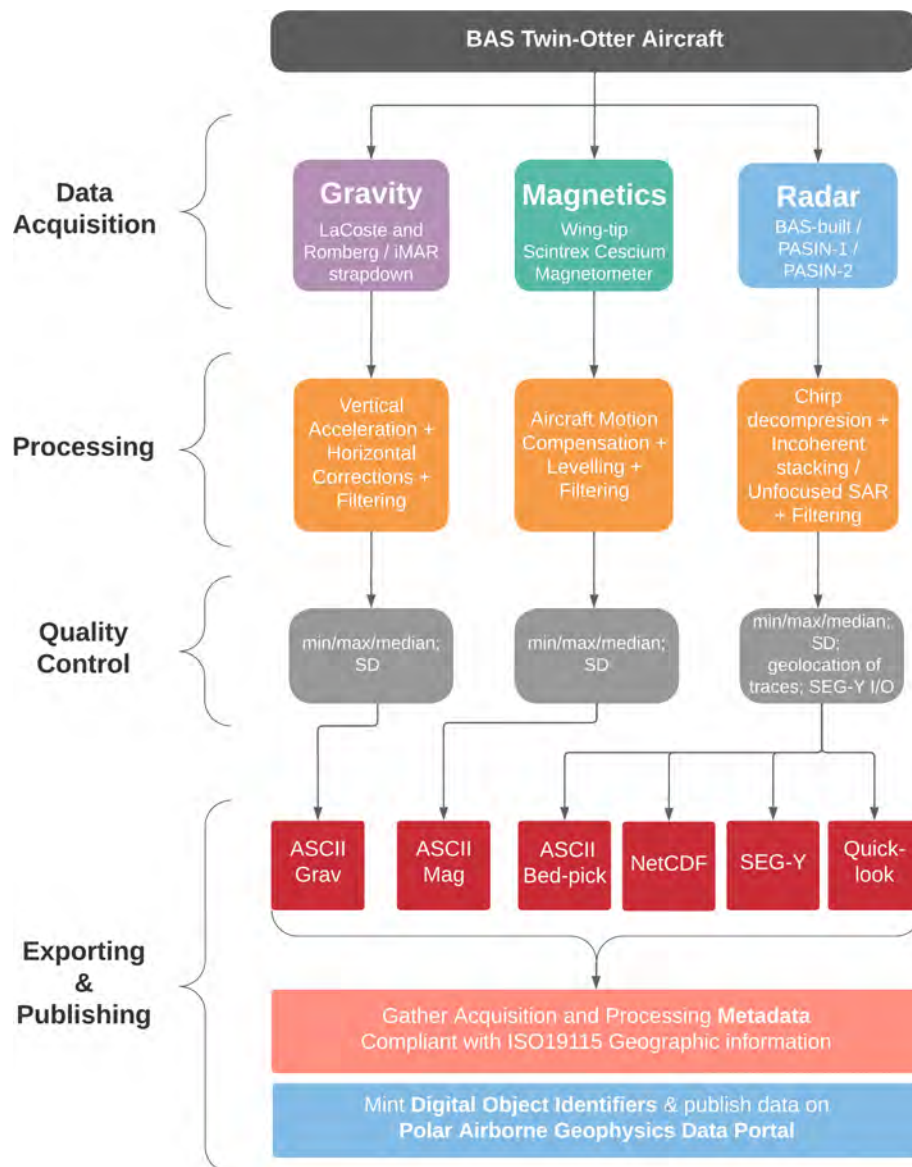 BAS Twin-Otter Aircraft
Data
Acquisition
Gravity
LaCoste and
Romberg / iMAR
strapdown
Magnetics
Wing-tip
Scintrex Cescium
Magnetometer
Radar
BAS-built /
PASIN-1 /
PASIN-2
Processing
Vertical
Acceleration +
Horizontal
Corrections +
Filtering
Aircraft Motion
Compensation +
Levelling +
Filtering
Chirp
decompresion +
Incoherent
stacking /
Unfocused SAR
+ Filtering
Quality
Control
min/max/median;
SD
min/max/median;
SD
min/max/median;
SD;
geolocation of
traces; SEG-Y I/O
Exporting
&
Publishing
ASCII
Grav
ASCII
Mag
ASCII
Bed-pick
NetCDF
SEG-Y
Quick-
look
Gather Acquisition and Processing Metadata
Compliant with ISO19115 Geographic information
Mint Digital Object Identifiers & publish data on
Polar Airborne Geophysics Data Portal